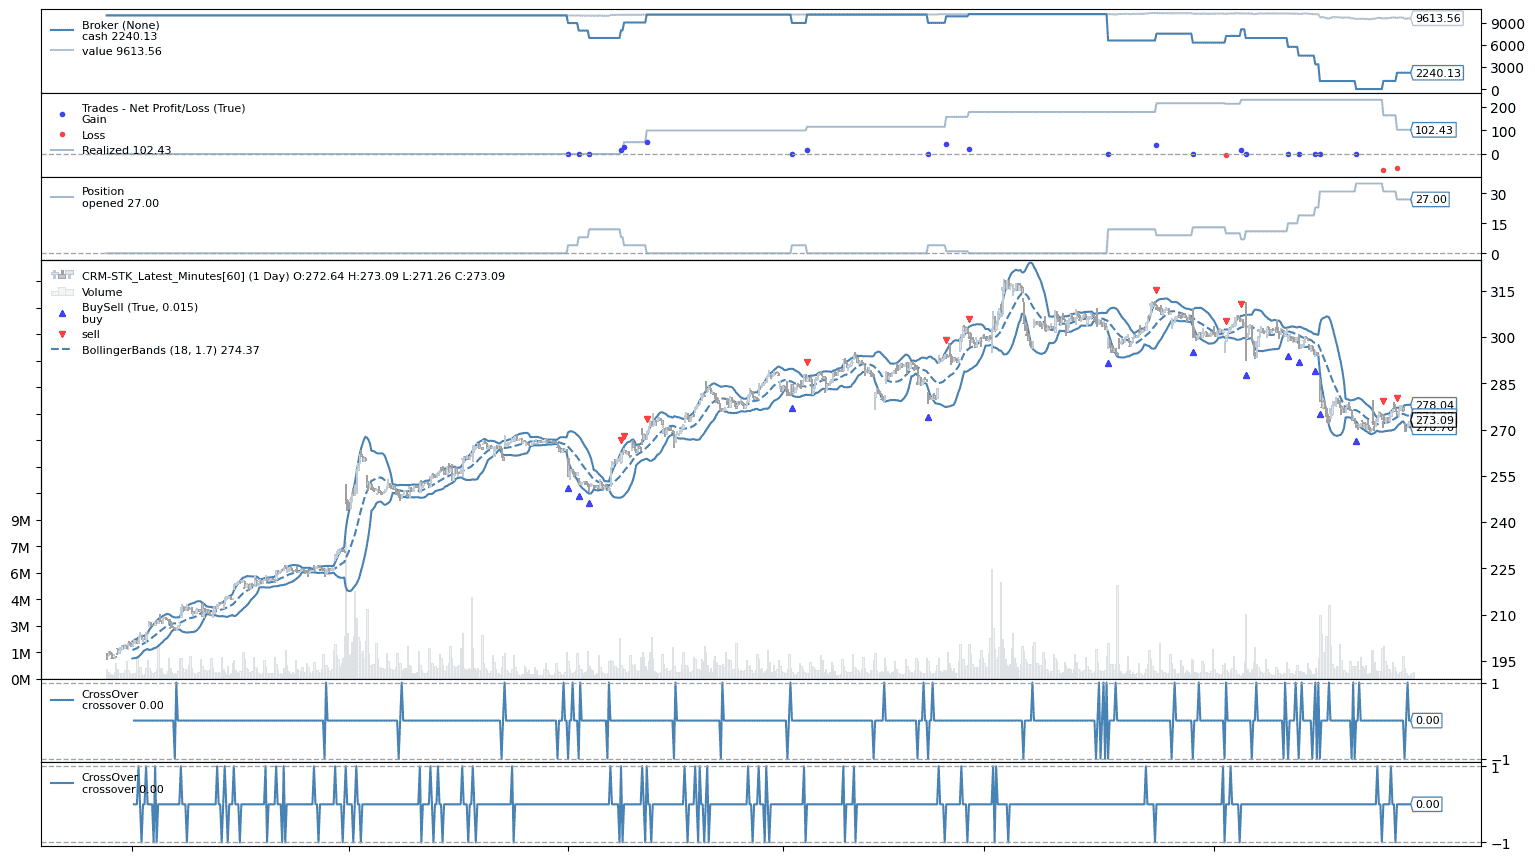 Broker (None)
cash 2240.13
value 9613.56
9613.56
2240.13
9000
6000
3000
0
Trades - Net Profit/Loss (True)
Gain
Loss
Realized 102.43
102.43
200
100
0
Position
opened 27.00
27.00
30
15
0
CRM-STK_Latest_Minutes[60] (1 Day) O:272.64 H:273.09 L:271.26 C:273.09
Volume
BuySell (True, 0.015)
buy
sell
BollingerBands (18, 1.7) 274.37
315
300
285
270
255
240
225
210
195
278.04
273.09
9M
7M
6M
4M
3M
1M
0M
CrossOver
crossover 0.00
0.00
1
−1
CrossOver
crossover 0.00
0.00
1
−1